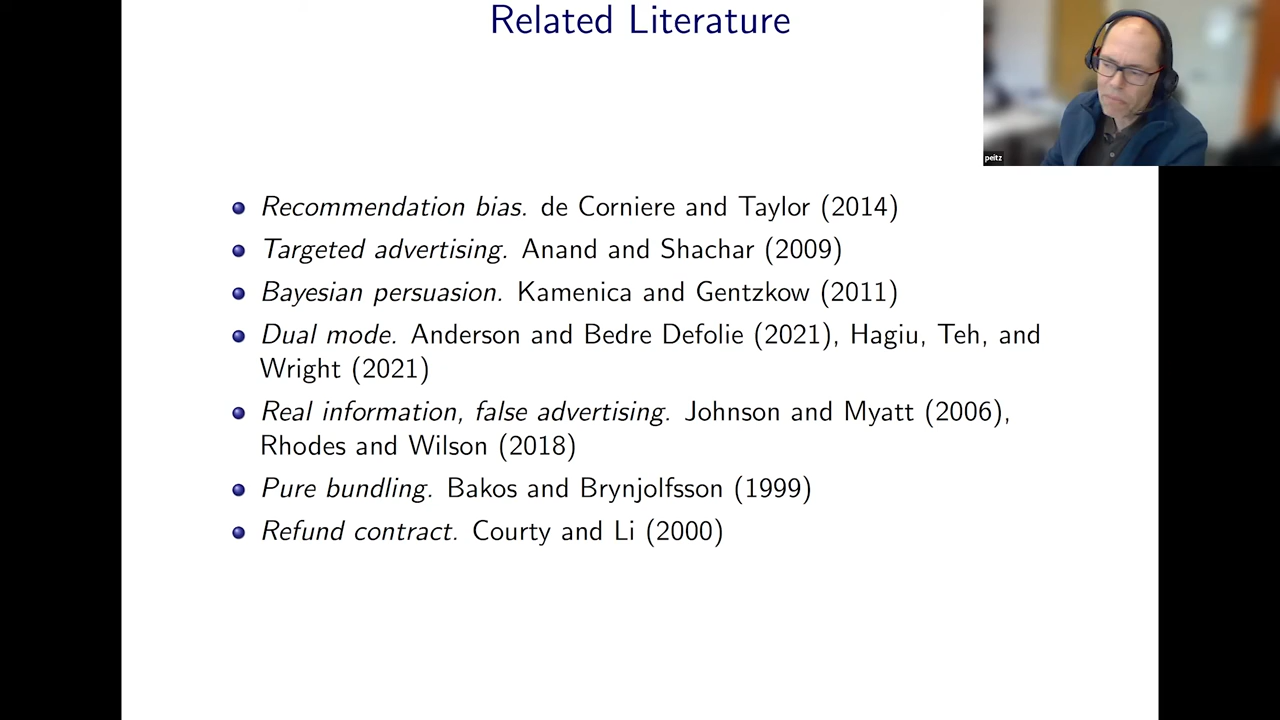 Related Literature
peitz
Recommendation bias. de Corniere and Taylor (2014)
Targeted advertising. Anand and Shachar (2009)
Bayesian persuasion. Kamenica and Gentzkow (2011)
Dual mode. Anderson and Bedre Defolie (2021), Hagiu, Teh, and
Wright (2021)
Real information, false advertising. Johnson and Myatt (2006),
Rhodes and Wilson (2018)
Pure bundling. Bakos and Brynjolfsson (1999)
Refund contract. Courty and Li (2000)